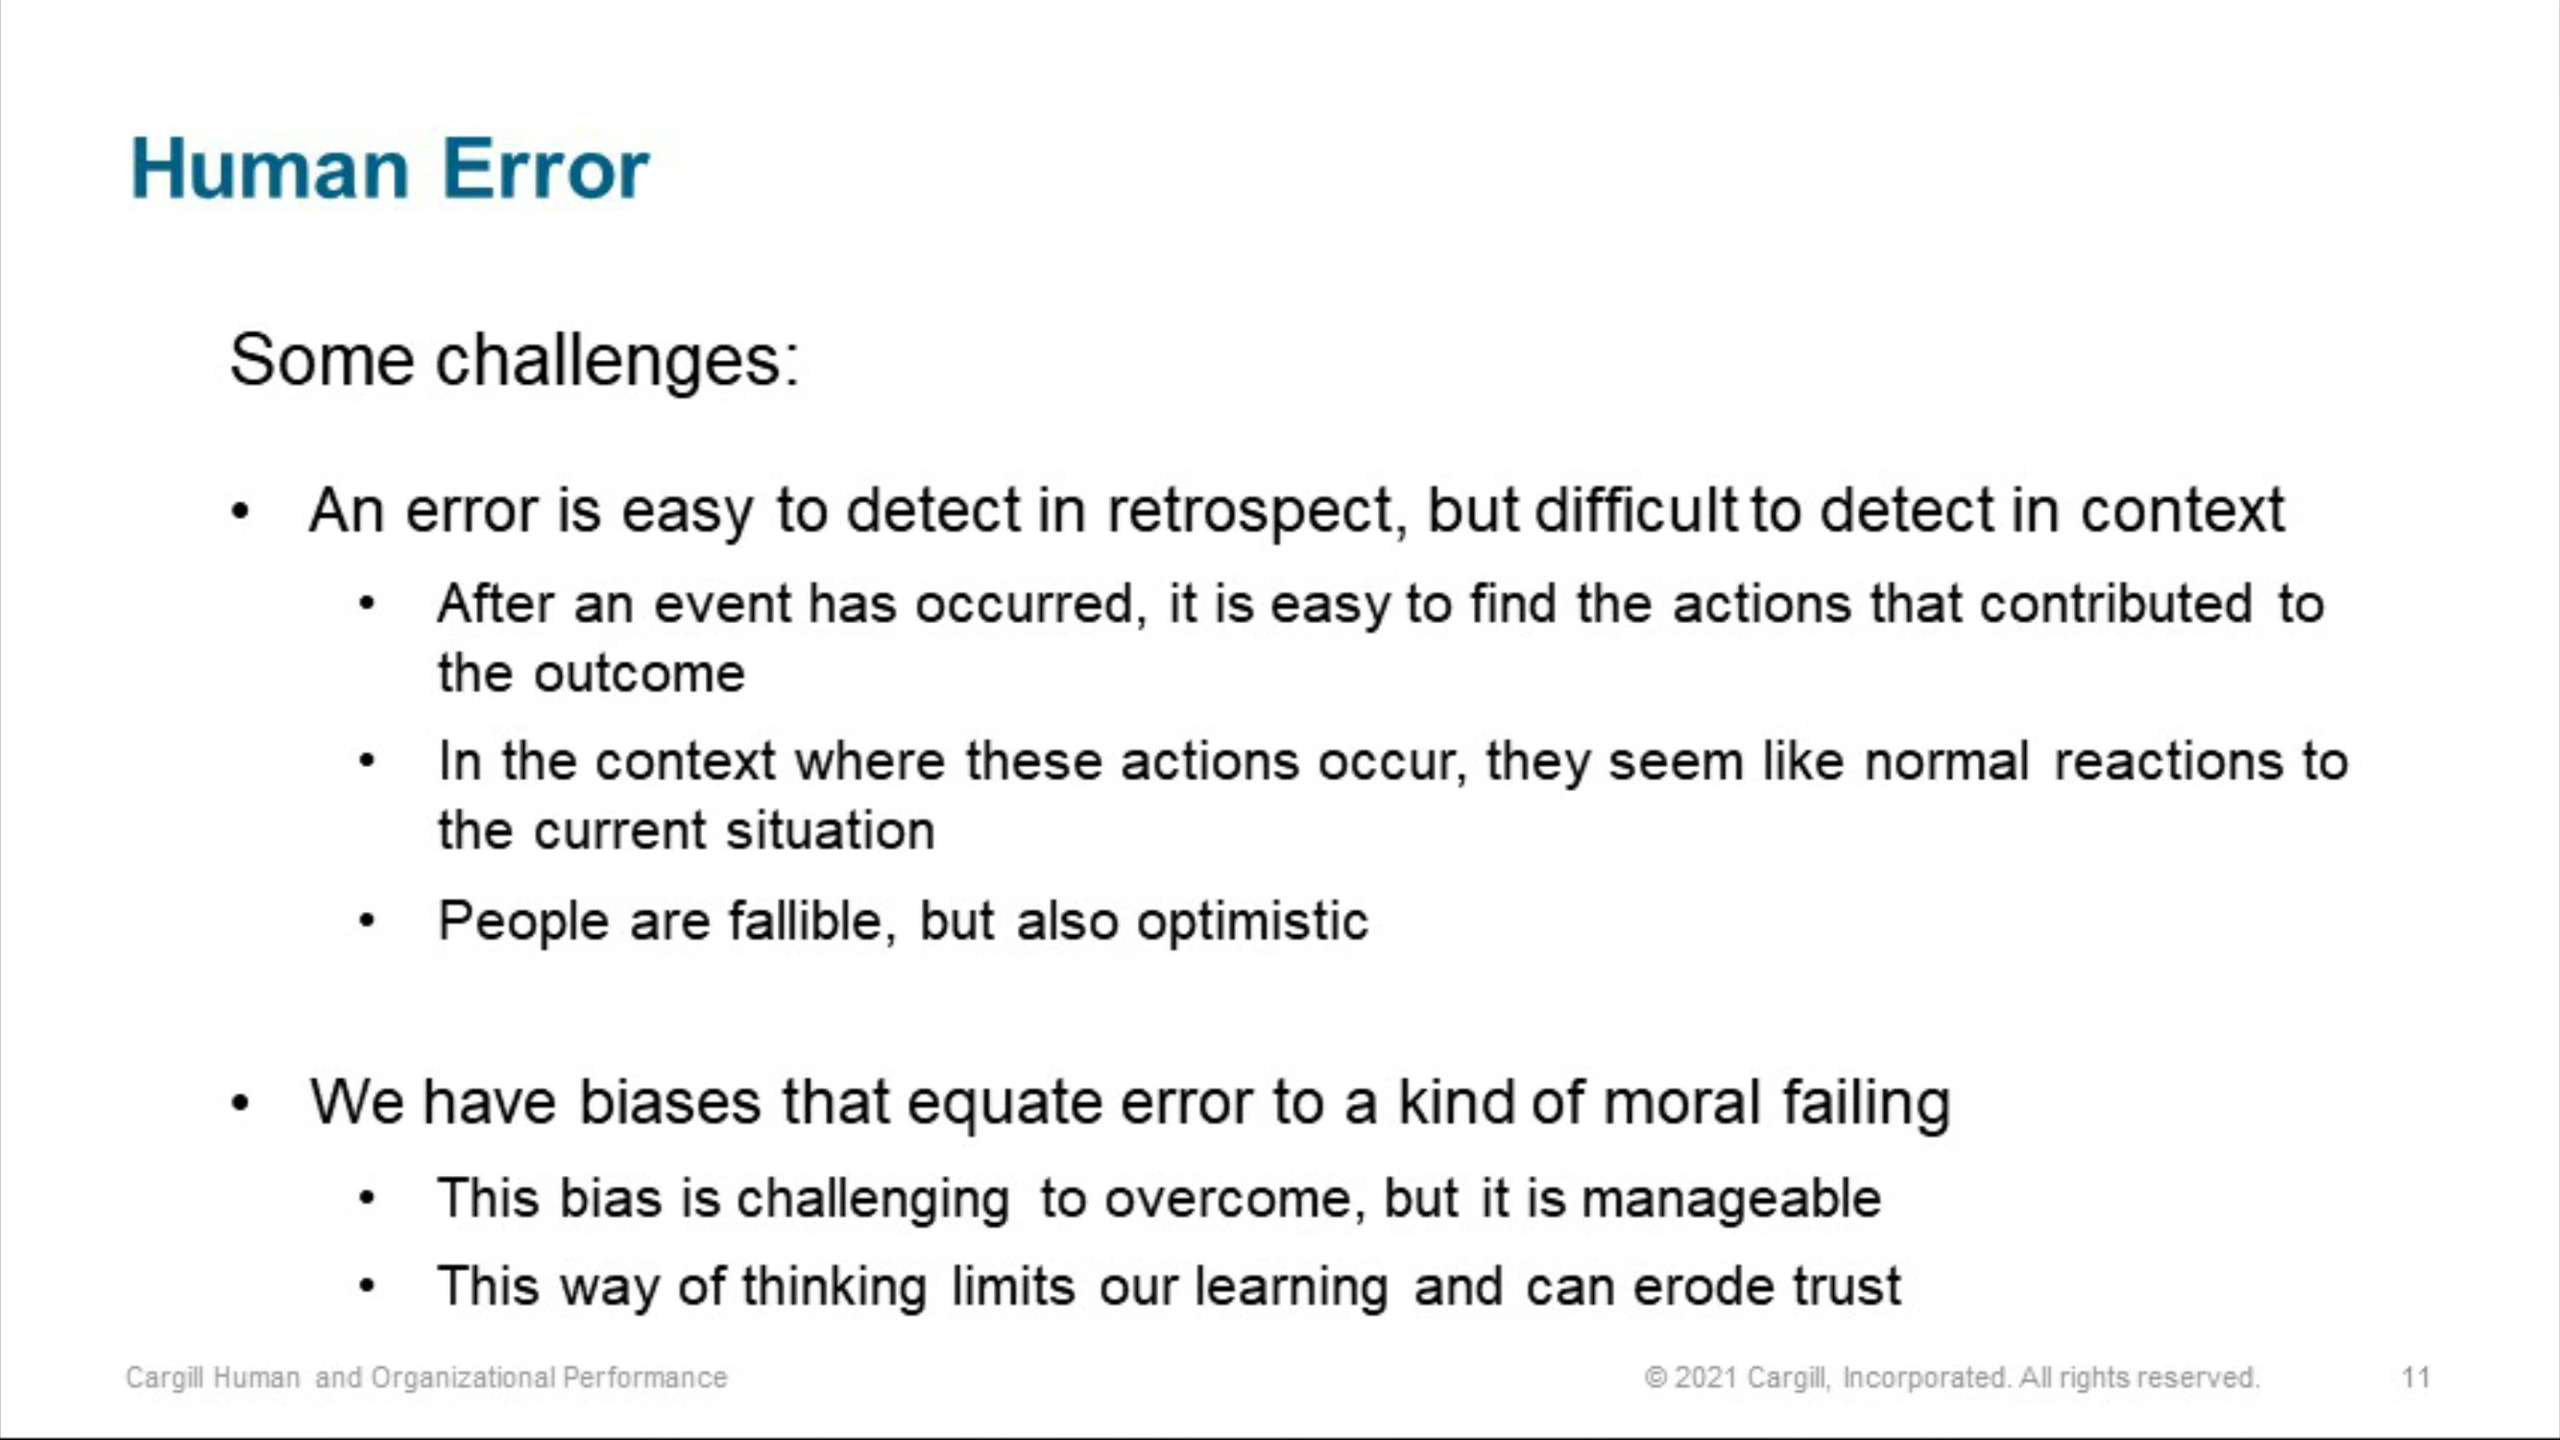 Human Error
Some challenges:
• An error is easy to detect in retrospect, but difficult to detect in context
• After an event has occurred, it is easy to find the actions that contributed to
the outcome
• In the context where these actions occur, they seem like normal reactions to
the current situation
• People are fallible, but also optimistic
• We have biases that equate error to a kind of moral failing
• This bias is challenging to overcome, but it is manageable
• This way of thinking limits our learning and can erode trust
Cargill Human and Organizational Performance
© 2021 Cargill, Incorporated. All rights reserved.
11